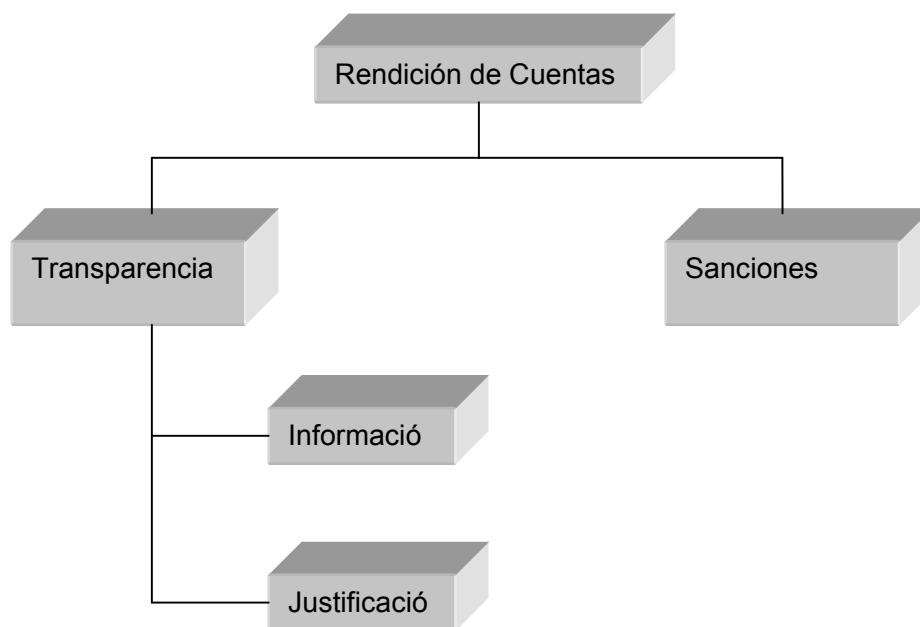 Rendición de Cuentas
Transparencia
Sanciones
Informació
Justificació